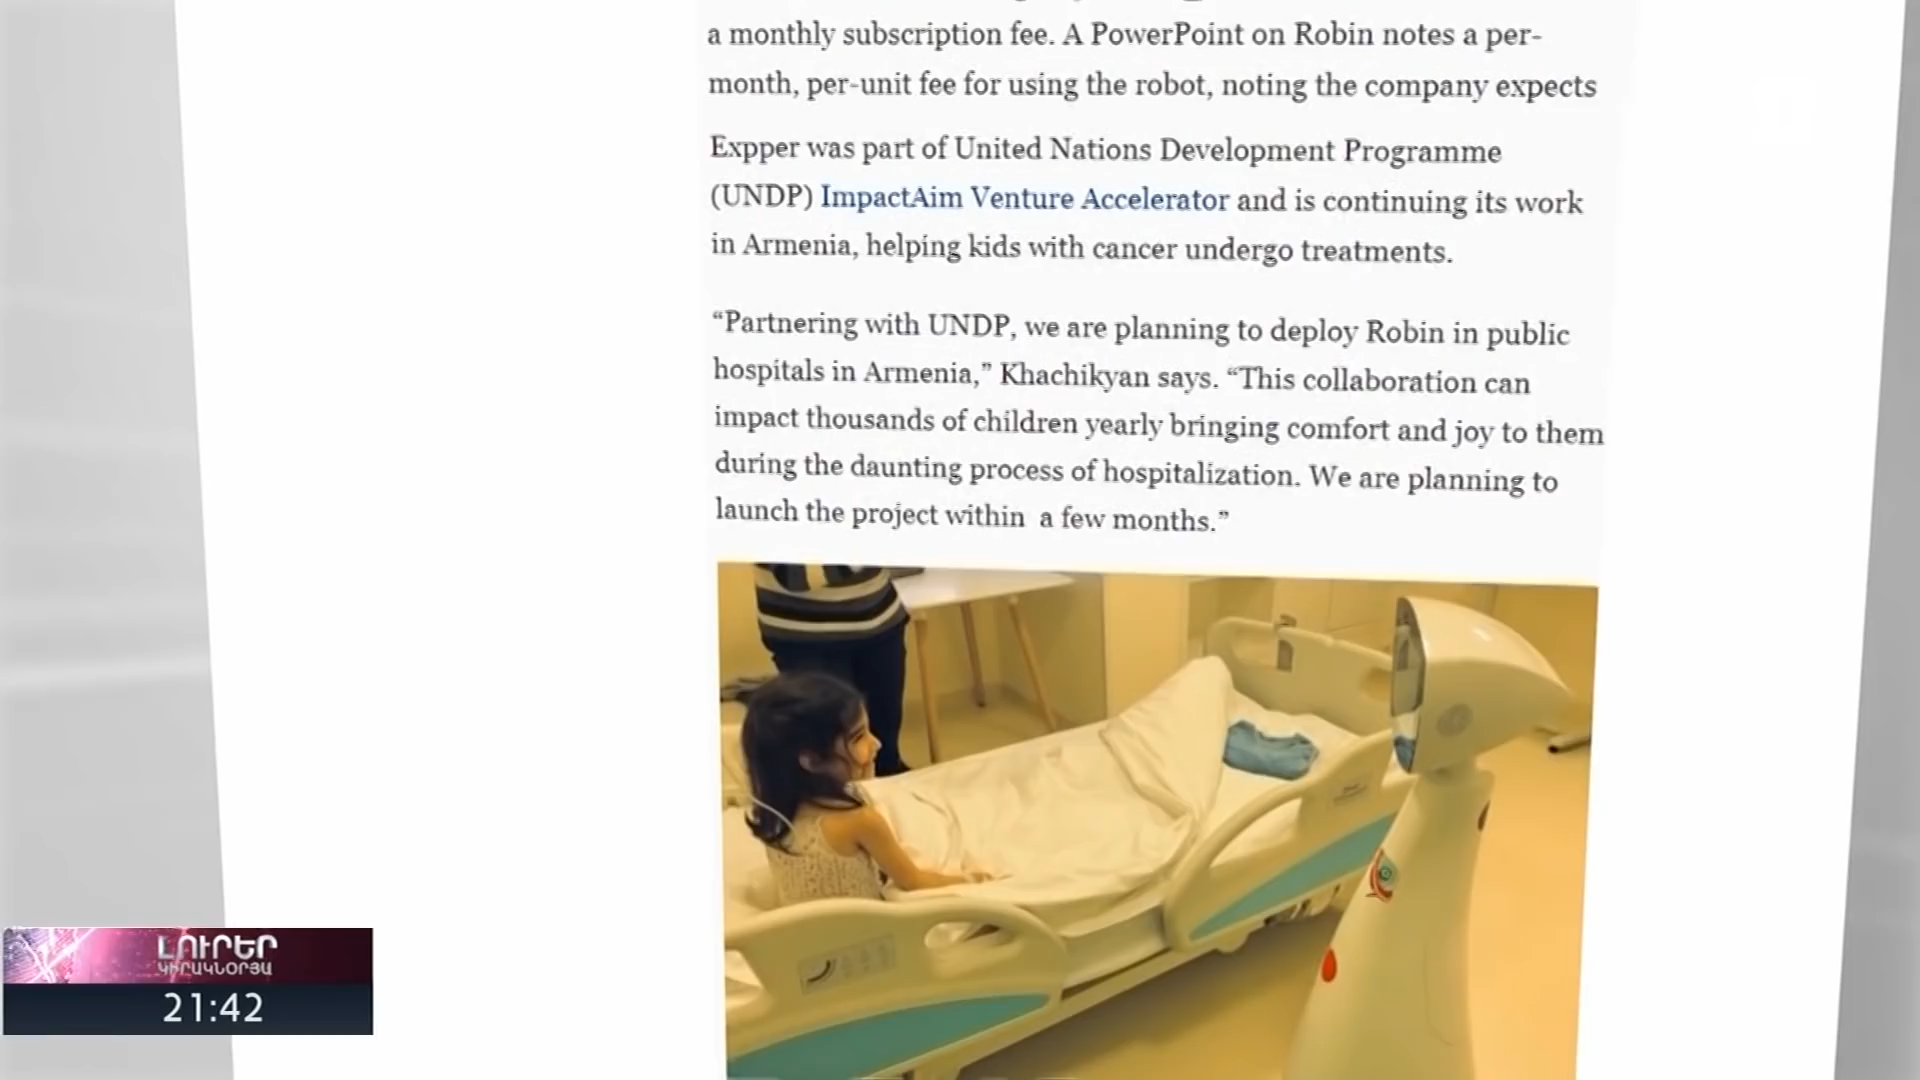 a monthly subscription fee. A PowerPoint on Robin notes a per-
month, per-unit fee for using the robot, noting the company expects
Expper was part of United Nations Development Programme
(UNDP) ImpactAim Venture Accelerator and is continuing its work
in Armenia, helping kids with cancer undergo treatments.
“Partnering with UNDP, we are planning to deploy Robin in public
hospitals in Armenia,” Khachikyan says. “This collaboration can
impact thousands of children yearly bringing comfort and joy to them
during the daunting process of hospitalization. We are planning to
launch the project within a few months.”
ԼՈՒՐԵՐ
ԿԻՐԱԿՆՕՐՅԱ
21:42